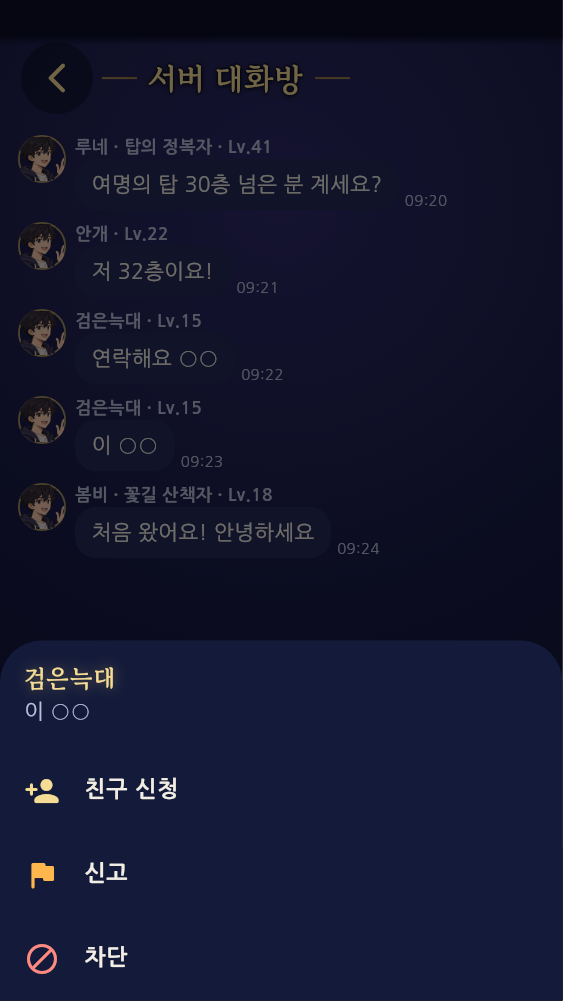 서버 대화방
루네 · 탑의 정복자 · Lv.41
여명의 탑 30층 넘은 분 계세요?
09:20
안개 · Lv.22
저 32층이요!
09:21
검은늑대 · Lv.15
연락해요 ○○
09:22
검은늑대 · Lv.15
이 ○○
09:23
봄비 · 꽃길 산책자 · Lv.18
처음 왔어요! 안녕하세요
09:24
검은늑대
이 ○○
친구 신청
신고
차단